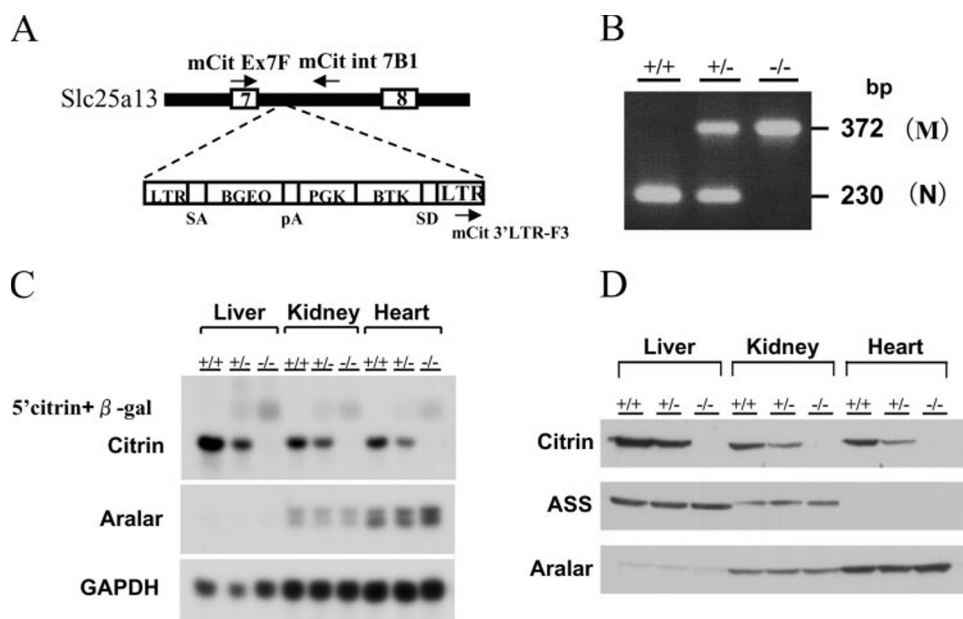 A
mCit Ex7F mCit int 7B1
Slc25a13 7 8
LTR BGEO PGK BTK LTR
SA pA SD
mCit 3'LTR-F3
B
+/+ +/- -/-
bp
372 (M)
230 (N)
C
Liver Kidney Heart
+/+ +/- -/- +/+ +/- -/- +/+ +/- -/-
5'citrin+ β-gal
Citrin
Aralar
GAPDH
D
Liver Kidney Heart
+/+ +/- -/- +/+ +/- -/- +/+ +/- -/-
Citrin
ASS
Aralar